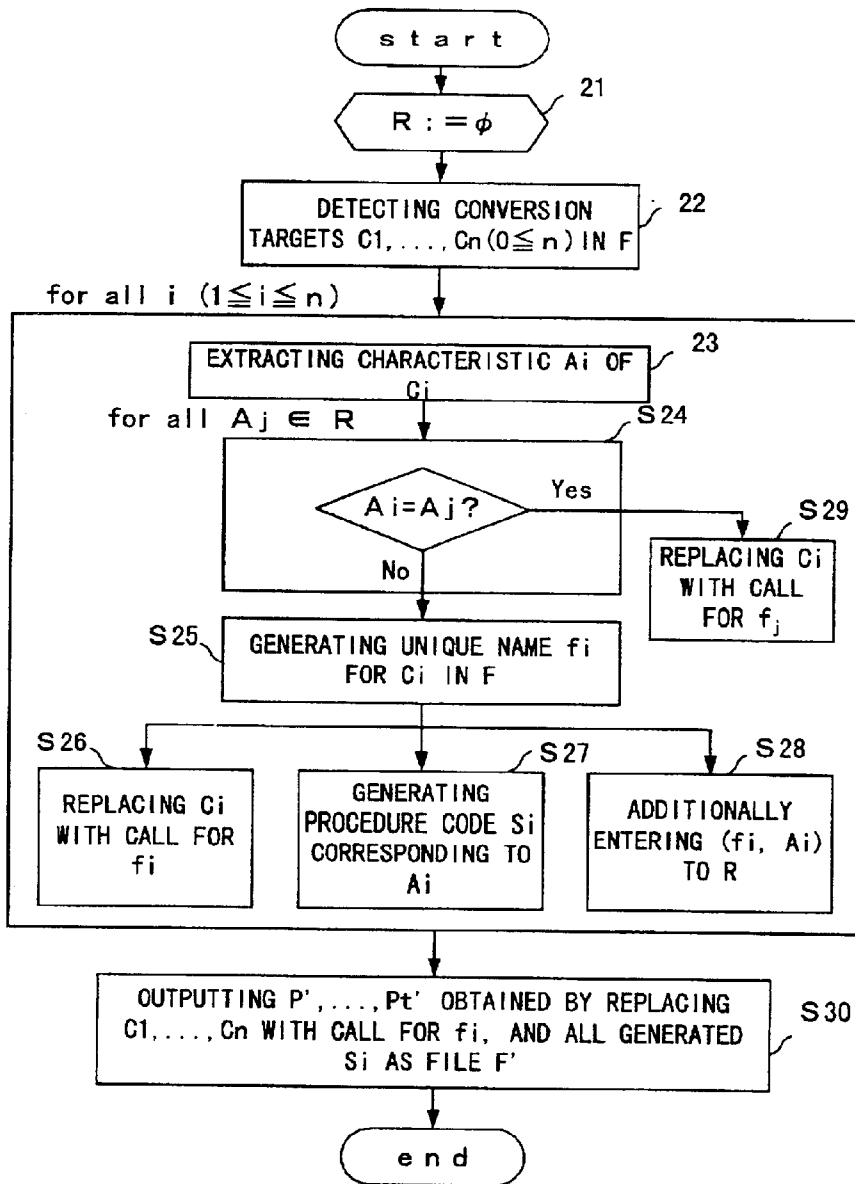 start
21
R:=φ
DETECTING CONVERSION
TARGETS C1,....,Cn(0≦n) IN F
22
for all i (1≦i≦n)
EXTRACTING CHARACTERISTIC Ai OF
Ci
23
for all Aj ∈ R
S24
Ai=Aj?
Yes
No
S29
REPLACING Ci
WITH CALL
FOR fj
S25
GENERATING UNIQUE NAME fi
FOR Ci IN F
S26
REPLACING Ci
WITH CALL FOR
fi
S27
GENERATING
PROCEDURE CODE Si
CORRESPONDING TO
Ai
S28
ADDITIONALLY
ENTERING (fi, Ai)
TO R
OUTPUTTING P',....,Pt' OBTAINED BY REPLACING
C1,....,Cn WITH CALL FOR fi, AND ALL GENERATED
Si AS FILE F'
S30
end